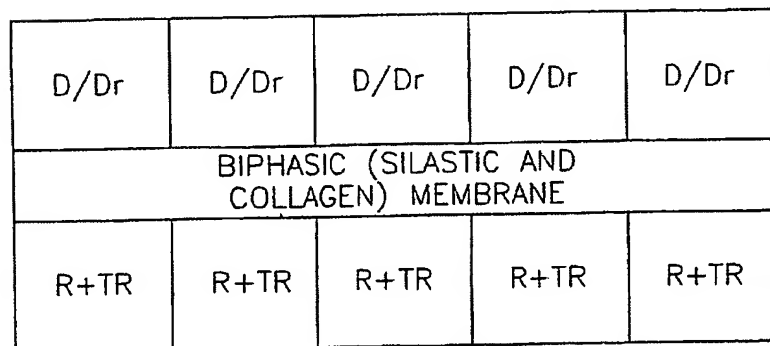 D/Dr D/Dr D/Dr D/Dr D/Dr
BIPHASIC (SILASTIC AND
COLLAGEN) MEMBRANE
R+TR R+TR R+TR R+TR R+TR